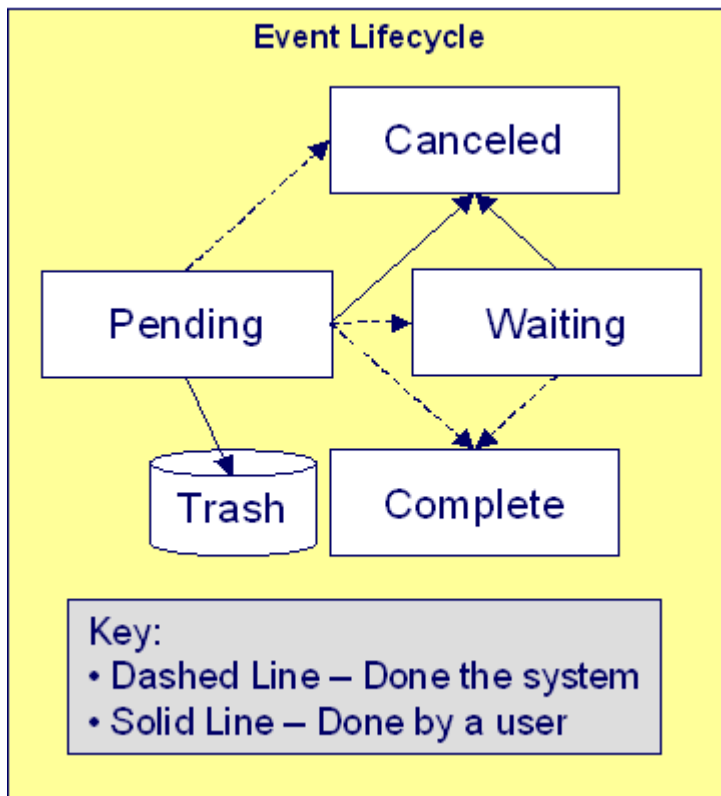 Event Lifecycle
Canceled
Pending
Waiting
Trash
Complete
Key:
• Dashed Line – Done the system
• Solid Line – Done by a user